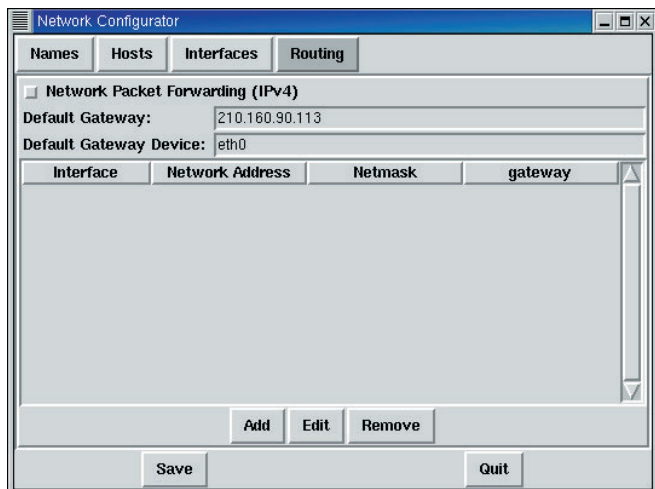 Network Configurator
Names Hosts Interfaces Routing
Network Packet Forwarding (IPv4)
Default Gateway: 210.160.90.113
Default Gateway Device: eth0
Interface Network Address Netmask gateway
Add Edit Remove
Save Quit